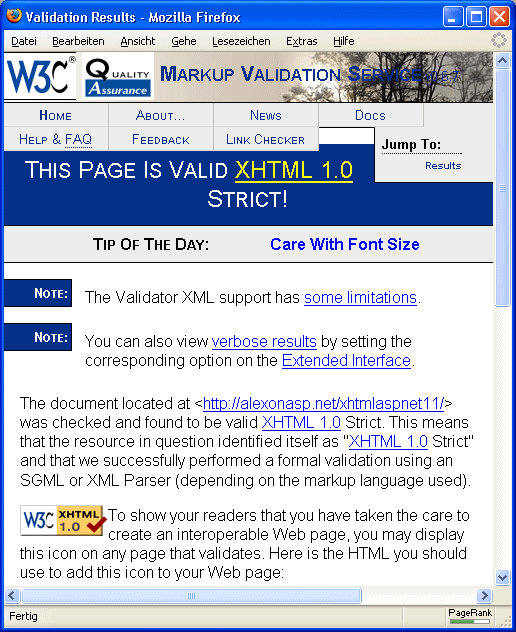 Validation Results - Mozilla Firefox
Datei Bearbeiten Ansicht Gehe Lesezeichen Extras Hilfe
W3C® QUALITY Assurance MARKUP VALIDATION SERVICE
HOME ABOUT... NEWS DOCS
HELP & FAQ FEEDBACK LINK CHECKER
Jump To:
Results
THIS PAGE IS VALID XHTML 1.0
STRICT!
TIP OF THE DAY: Care With Font Size
NOTE: The Validator XML support has some limitations.
NOTE: You can also view verbose results by setting the
corresponding option on the Extended Interface.
The document located at <http://alexonasp.net/xhtmlaspnet11/>
was checked and found to be valid XHTML 1.0 Strict. This means
that the resource in question identified itself as "XHTML 1.0 Strict"
and that we successfully performed a formal validation using an
SGML or XML Parser (depending on the markup language used).
W3C XHTML 1.0 To show your readers that you have taken the care to
create an interoperable Web page, you may display
this icon on any page that validates. Here is the HTML you should
use to add this icon to your Web page:
Fertig PageRank